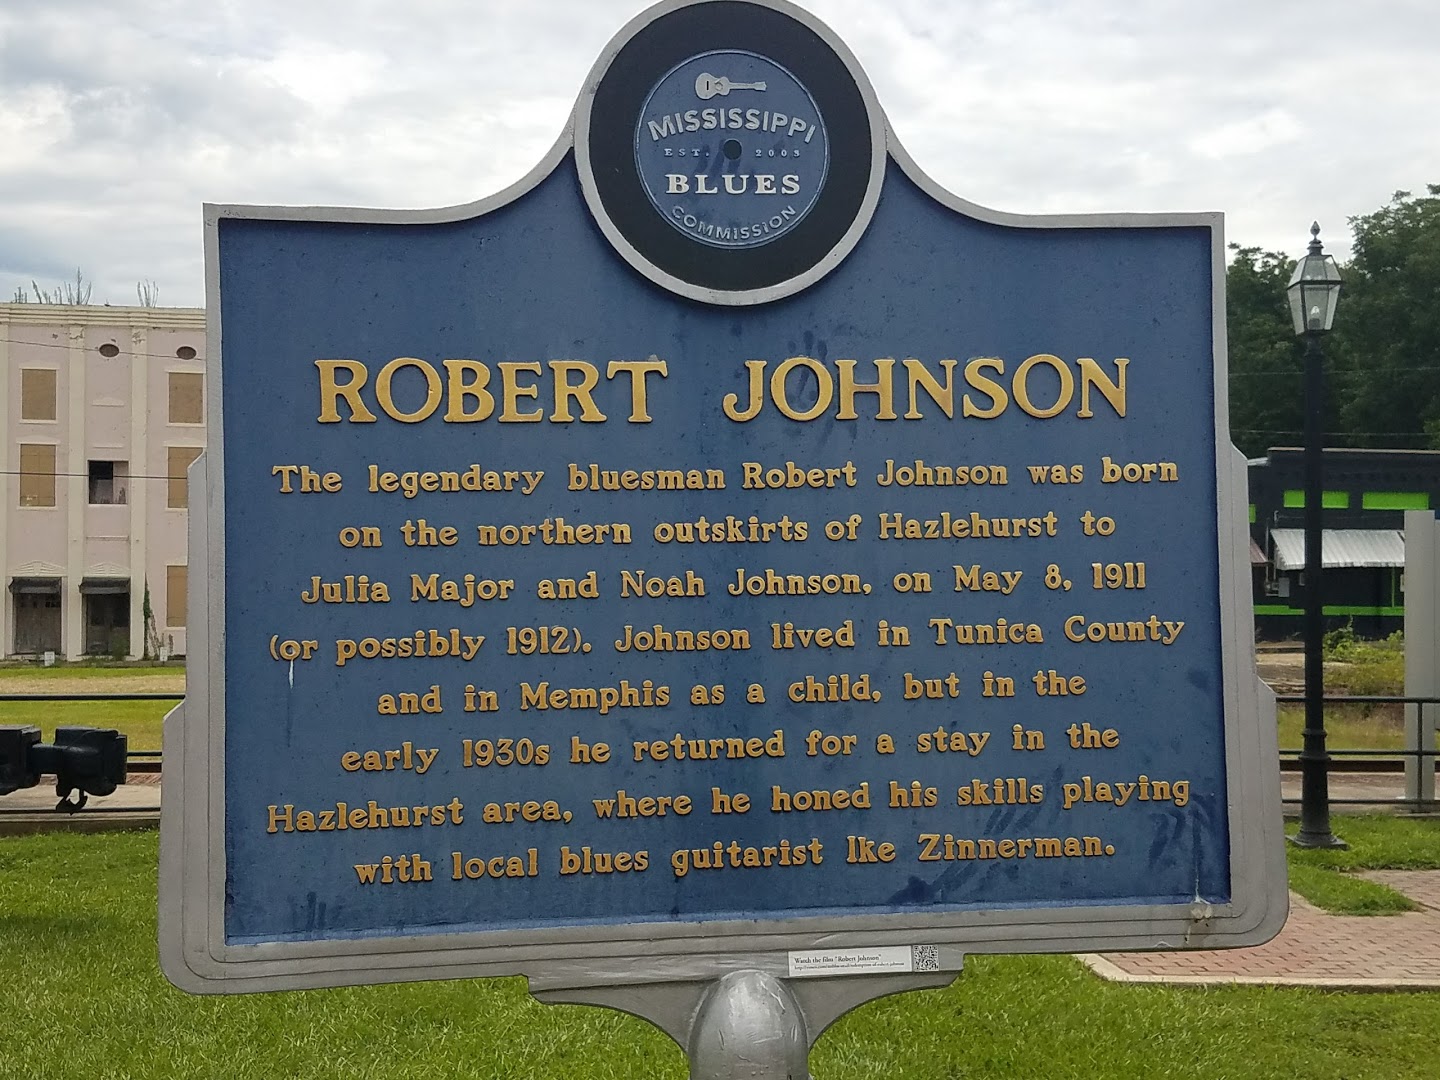 MISSISSIPPI
EST. 2003
BLUES
COMMISSION
ROBERT JOHNSON
The legendary bluesman Robert Johnson was born
on the northern outskirts of Hazlehurst to
Julia Major and Noah Johnson, on May 8, 1911
(or possibly 1912). Johnson lived in Tunica County
and in Memphis as a child, but in the
early 1930s he returned for a stay in the
Hazlehurst area, where he honed his skills playing
with local blues guitarist Ike Zinnerman.
Watch the film "Robert Johnson"